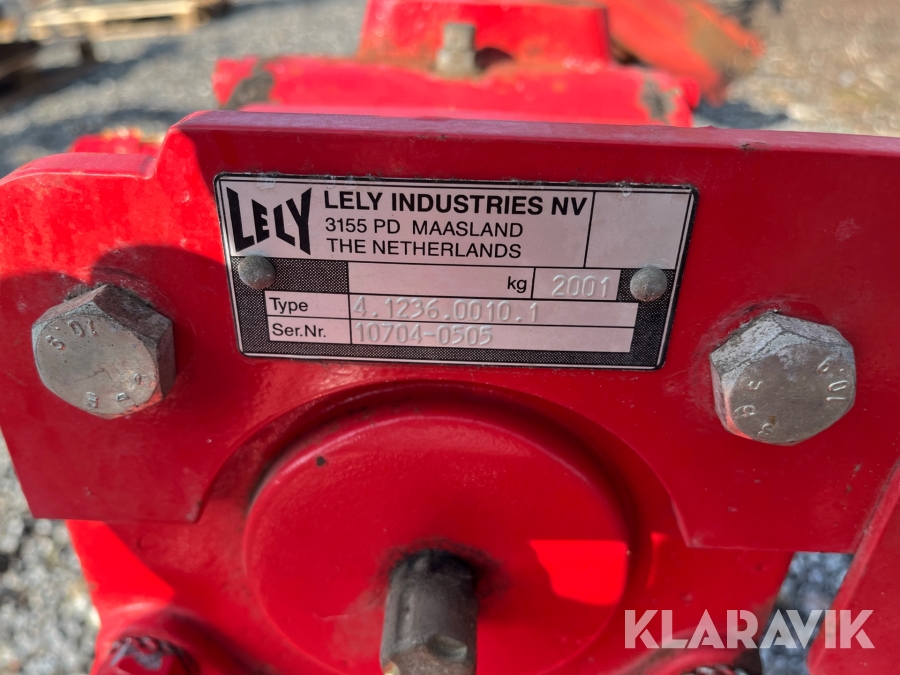 LELY
LELY INDUSTRIES NV
3155 PD MAASLAND
THE NETHERLANDS
kg 2001
Type 4.1236.0010.1
Ser.Nr. 10704-0505
KLARAVIK